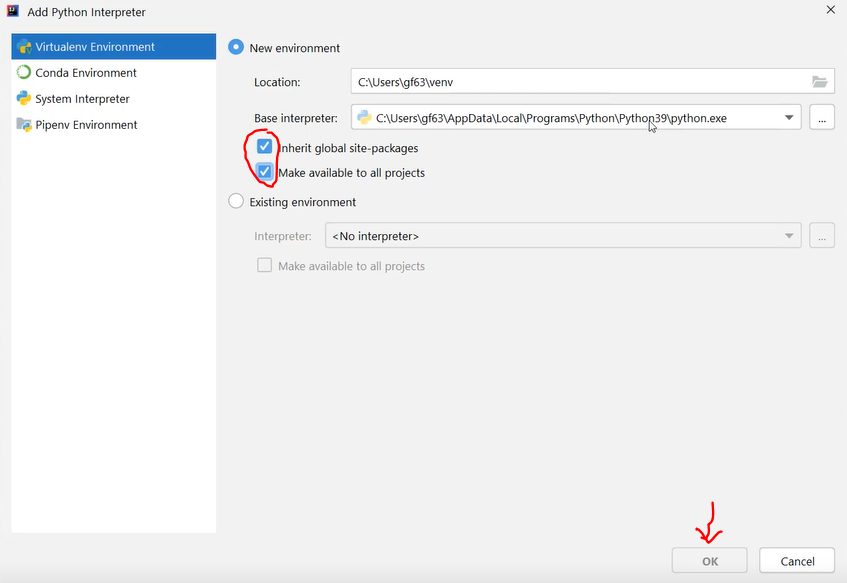 Add Python Interpreter
Virtualenv Environment
Conda Environment
System Interpreter
Pipenv Environment
New environment
Location: C:\Users\gf63\venv
Base interpreter: C:\Users\gf63\AppData\Local\Programs\Python\Python39\python.exe ...
Inherit global site-packages
Make available to all projects
Existing environment
Interpreter: <No interpreter> ...
Make available to all projects
OK Cancel